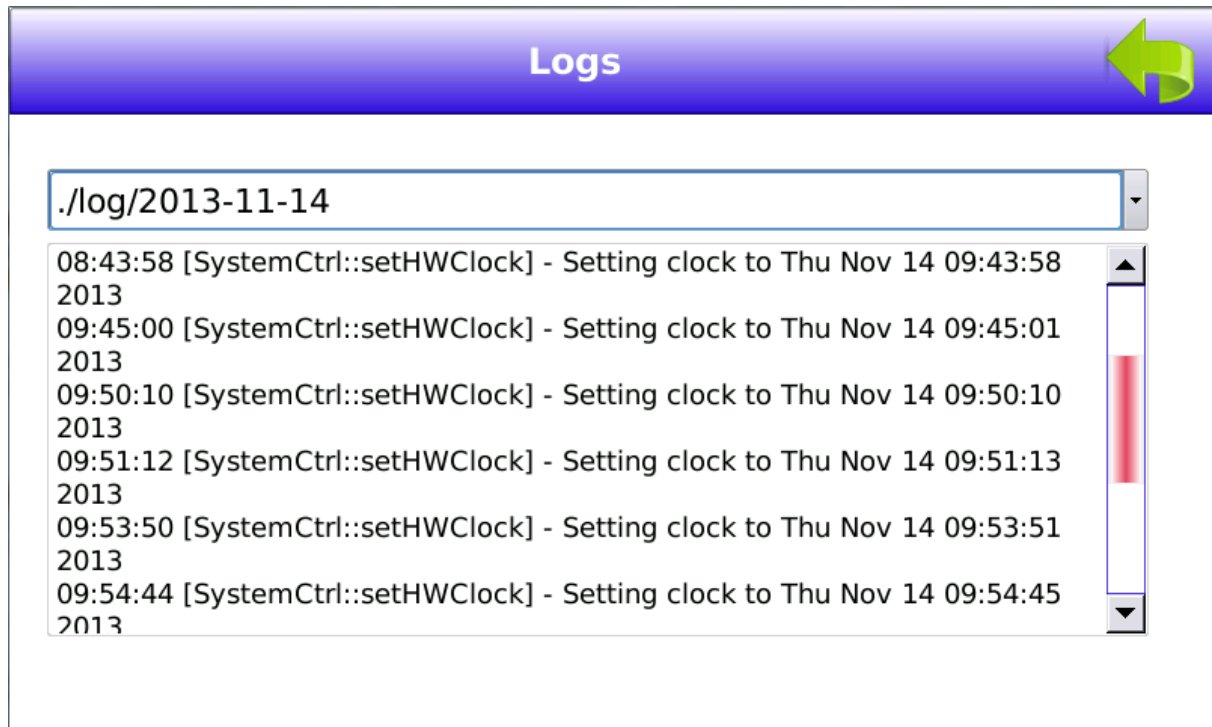 Logs
./log/2013-11-14
08:43:58 [SystemCtrl::setHWClock] - Setting clock to Thu Nov 14 09:43:58
2013
09:45:00 [SystemCtrl::setHWClock] - Setting clock to Thu Nov 14 09:45:01
2013
09:50:10 [SystemCtrl::setHWClock] - Setting clock to Thu Nov 14 09:50:10
2013
09:51:12 [SystemCtrl::setHWClock] - Setting clock to Thu Nov 14 09:51:13
2013
09:53:50 [SystemCtrl::setHWClock] - Setting clock to Thu Nov 14 09:53:51
2013
09:54:44 [SystemCtrl::setHWClock] - Setting clock to Thu Nov 14 09:54:45
2013